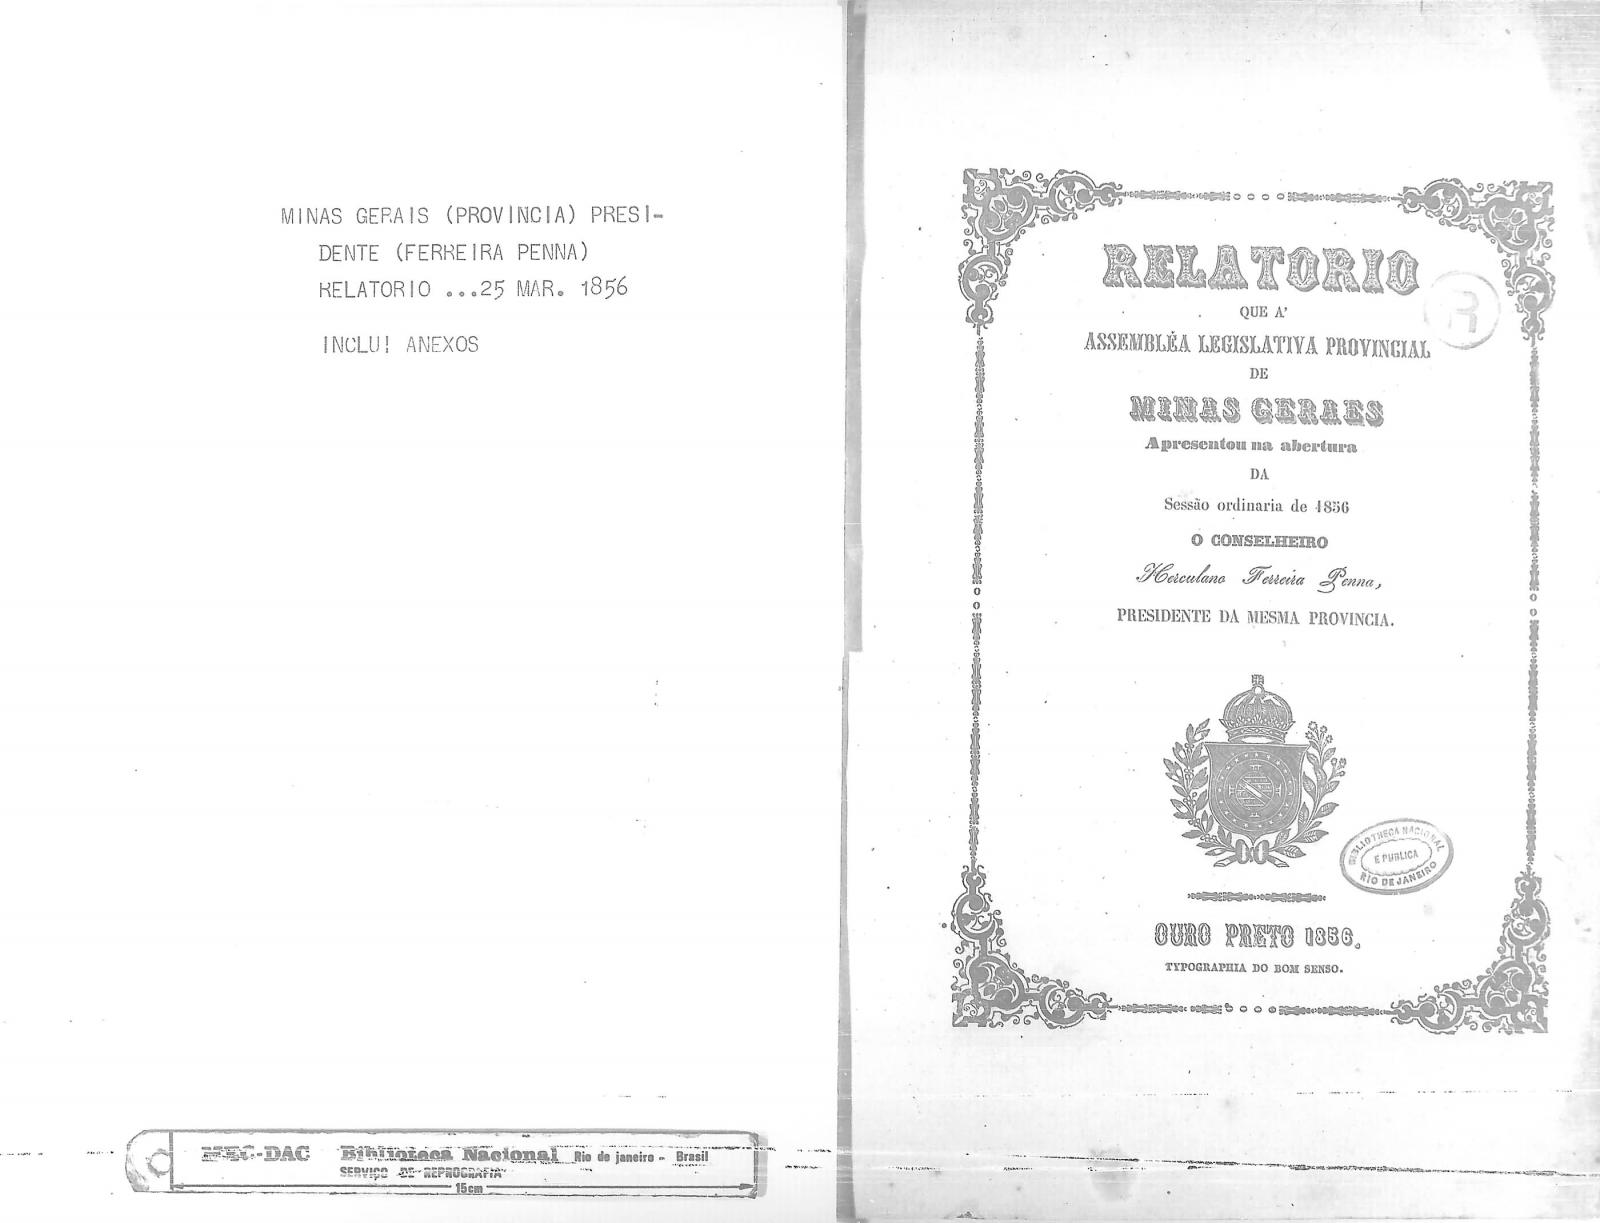 MINAS GERAIS (PROVINCIA) PRESI-
DENTE (FERREIRA PENNA)
RELATORIO ...25 MAR. 1856
INCLUI ANEXOS
MEC-DAC Biblioteca Nacional Rio de janeiro - Brasil
SERVIÇO DE REPROGRAFIA
15cm
RELATORIO
R
QUE A'
ASSEMBLÉA LEGISLATIVA PROVINCIAL
DE
MINAS GERAES
Apresentou na abertura
DA
Sessão ordinaria de 1856
O CONSELHEIRO
Herculano Ferreira Penna,
PRESIDENTE DA MESMA PROVINCIA.
BIBLIOTHECA NACIONAL
E PUBLICA
RIO DE JANEIRO
OURO PRETO 1856.
TYPOGRAPHIA DO BOM SENSO.